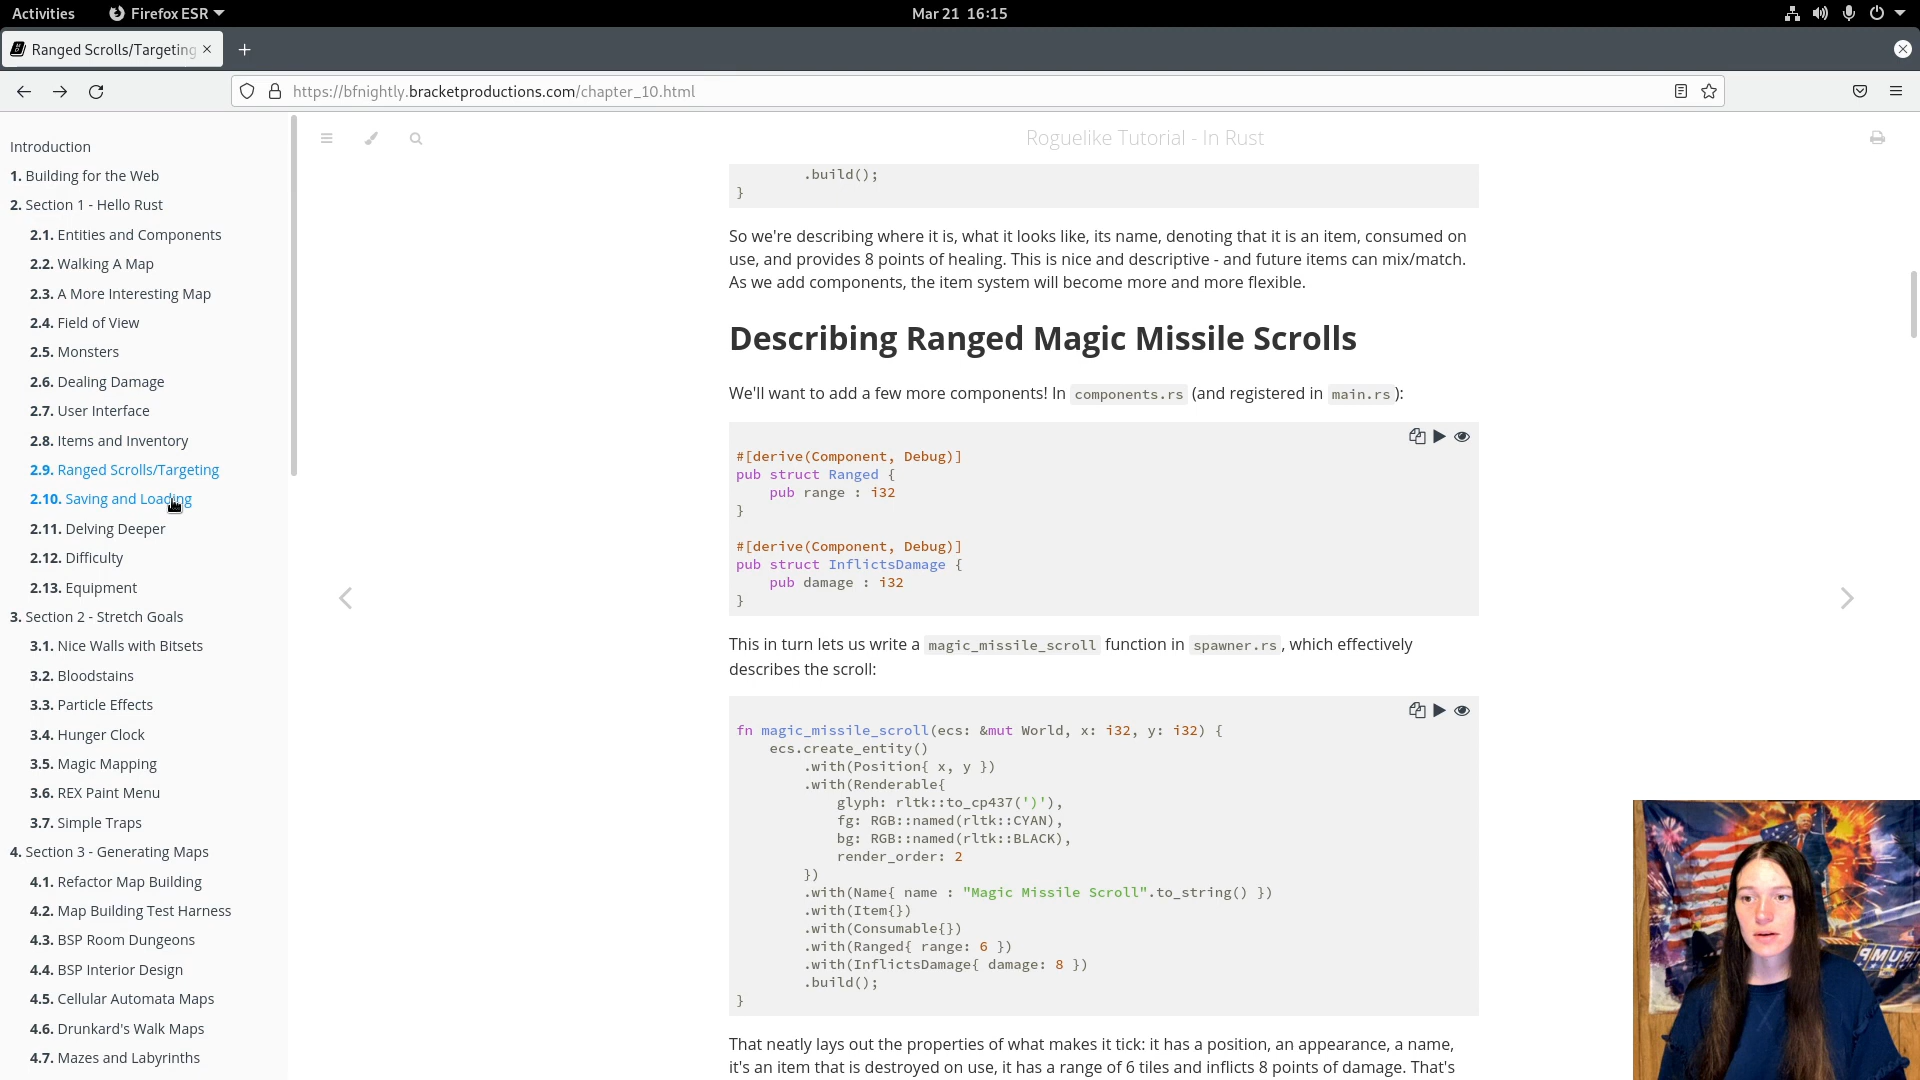 Activities
Firefox ESR
Mar 21 16:15
Ranged Scrolls/Targeting
https://bfnightly.bracketproductions.com/chapter_10.html
Introduction
1. Building for the Web
2. Section 1 - Hello Rust
2.1. Entities and Components
2.2. Walking A Map
2.3. A More Interesting Map
2.4. Field of View
2.5. Monsters
2.6. Dealing Damage
2.7. User Interface
2.8. Items and Inventory
2.9. Ranged Scrolls/Targeting
2.10. Saving and Loading
2.11. Delving Deeper
2.12. Difficulty
2.13. Equipment
3. Section 2 - Stretch Goals
3.1. Nice Walls with Bitsets
3.2. Bloodstains
3.3. Particle Effects
3.4. Hunger Clock
3.5. Magic Mapping
3.6. REX Paint Menu
3.7. Simple Traps
4. Section 3 - Generating Maps
4.1. Refactor Map Building
4.2. Map Building Test Harness
4.3. BSP Room Dungeons
4.4. BSP Interior Design
4.5. Cellular Automata Maps
4.6. Drunkard's Walk Maps
4.7. Mazes and Labyrinths
Roguelike Tutorial - In Rust
        .build();
}
So we're describing where it is, what it looks like, its name, denoting that it is an item, consumed on
use, and provides 8 points of healing. This is nice and descriptive - and future items can mix/match.
As we add components, the item system will become more and more flexible.
Describing Ranged Magic Missile Scrolls
We'll want to add a few more components! In components.rs (and registered in main.rs):
#[derive(Component, Debug)]
pub struct Ranged {
    pub range : i32
}
#[derive(Component, Debug)]
pub struct InflictsDamage {
    pub damage : i32
}
This in turn lets us write a magic_missile_scroll function in spawner.rs, which effectively
describes the scroll:
fn magic_missile_scroll(ecs: &mut World, x: i32, y: i32) {
    ecs.create_entity()
        .with(Position{ x, y })
        .with(Renderable{
            glyph: rltk::to_cp437(')'),
            fg: RGB::named(rltk::CYAN),
            bg: RGB::named(rltk::BLACK),
            render_order: 2
        })
        .with(Name{ name : "Magic Missile Scroll".to_string() })
        .with(Item{})
        .with(Consumable{})
        .with(Ranged{ range: 6 })
        .with(InflictsDamage{ damage: 8 })
        .build();
}
That neatly lays out the properties of what makes it tick: it has a position, an appearance, a name,
it's an item that is destroyed on use, it has a range of 6 tiles and inflicts 8 points of damage. That's